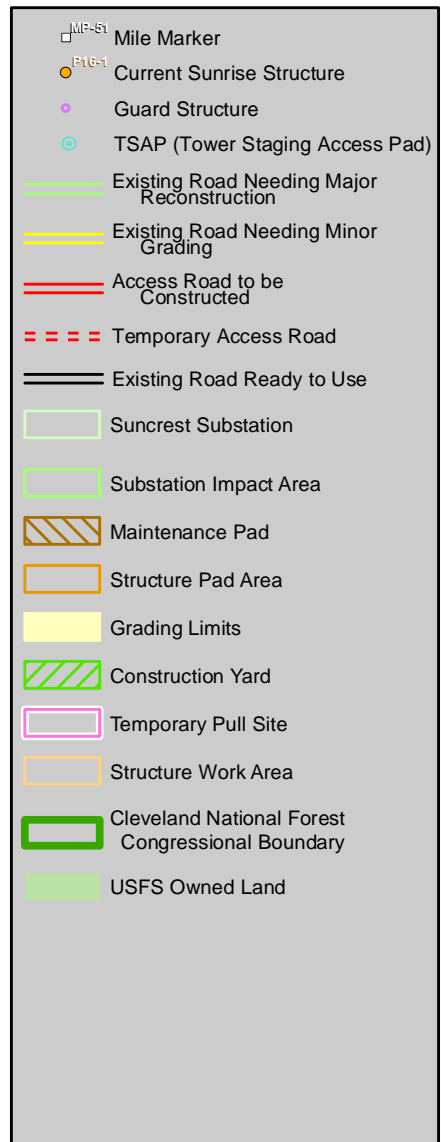 MP-51
Mile Marker
P16-1
Current Sunrise Structure
Guard Structure
TSAP (Tower Staging Access Pad)
Existing Road Needing Major
Reconstruction
Existing Road Needing Minor
Grading
Access Road to be
Constructed
Temporary Access Road
Existing Road Ready to Use
Suncrest Substation
Substation Impact Area
Maintenance Pad
Structure Pad Area
Grading Limits
Construction Yard
Temporary Pull Site
Structure Work Area
Cleveland National Forest
Congressional Boundary
USFS Owned Land